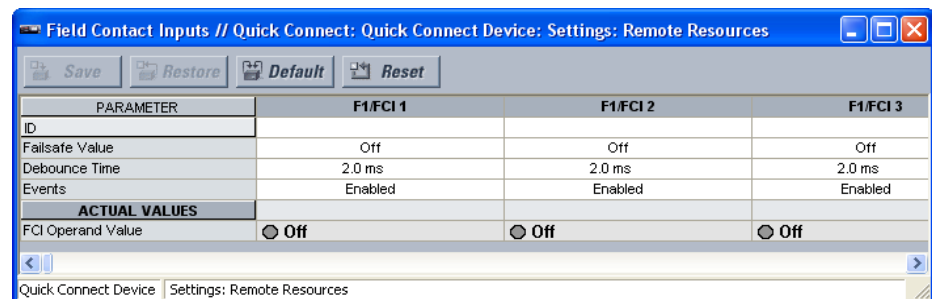 Field Contact Inputs // Quick Connect: Quick Connect Device: Settings: Remote Resources
Save Restore Default Reset
PARAMETER F1/FCI 1 F1/FCI 2 F1/FCI 3
ID
Failsafe Value Off Off Off
Debounce Time 2.0 ms 2.0 ms 2.0 ms
Events Enabled Enabled Enabled
ACTUAL VALUES
FCI Operand Value Off Off Off
Quick Connect Device Settings: Remote Resources